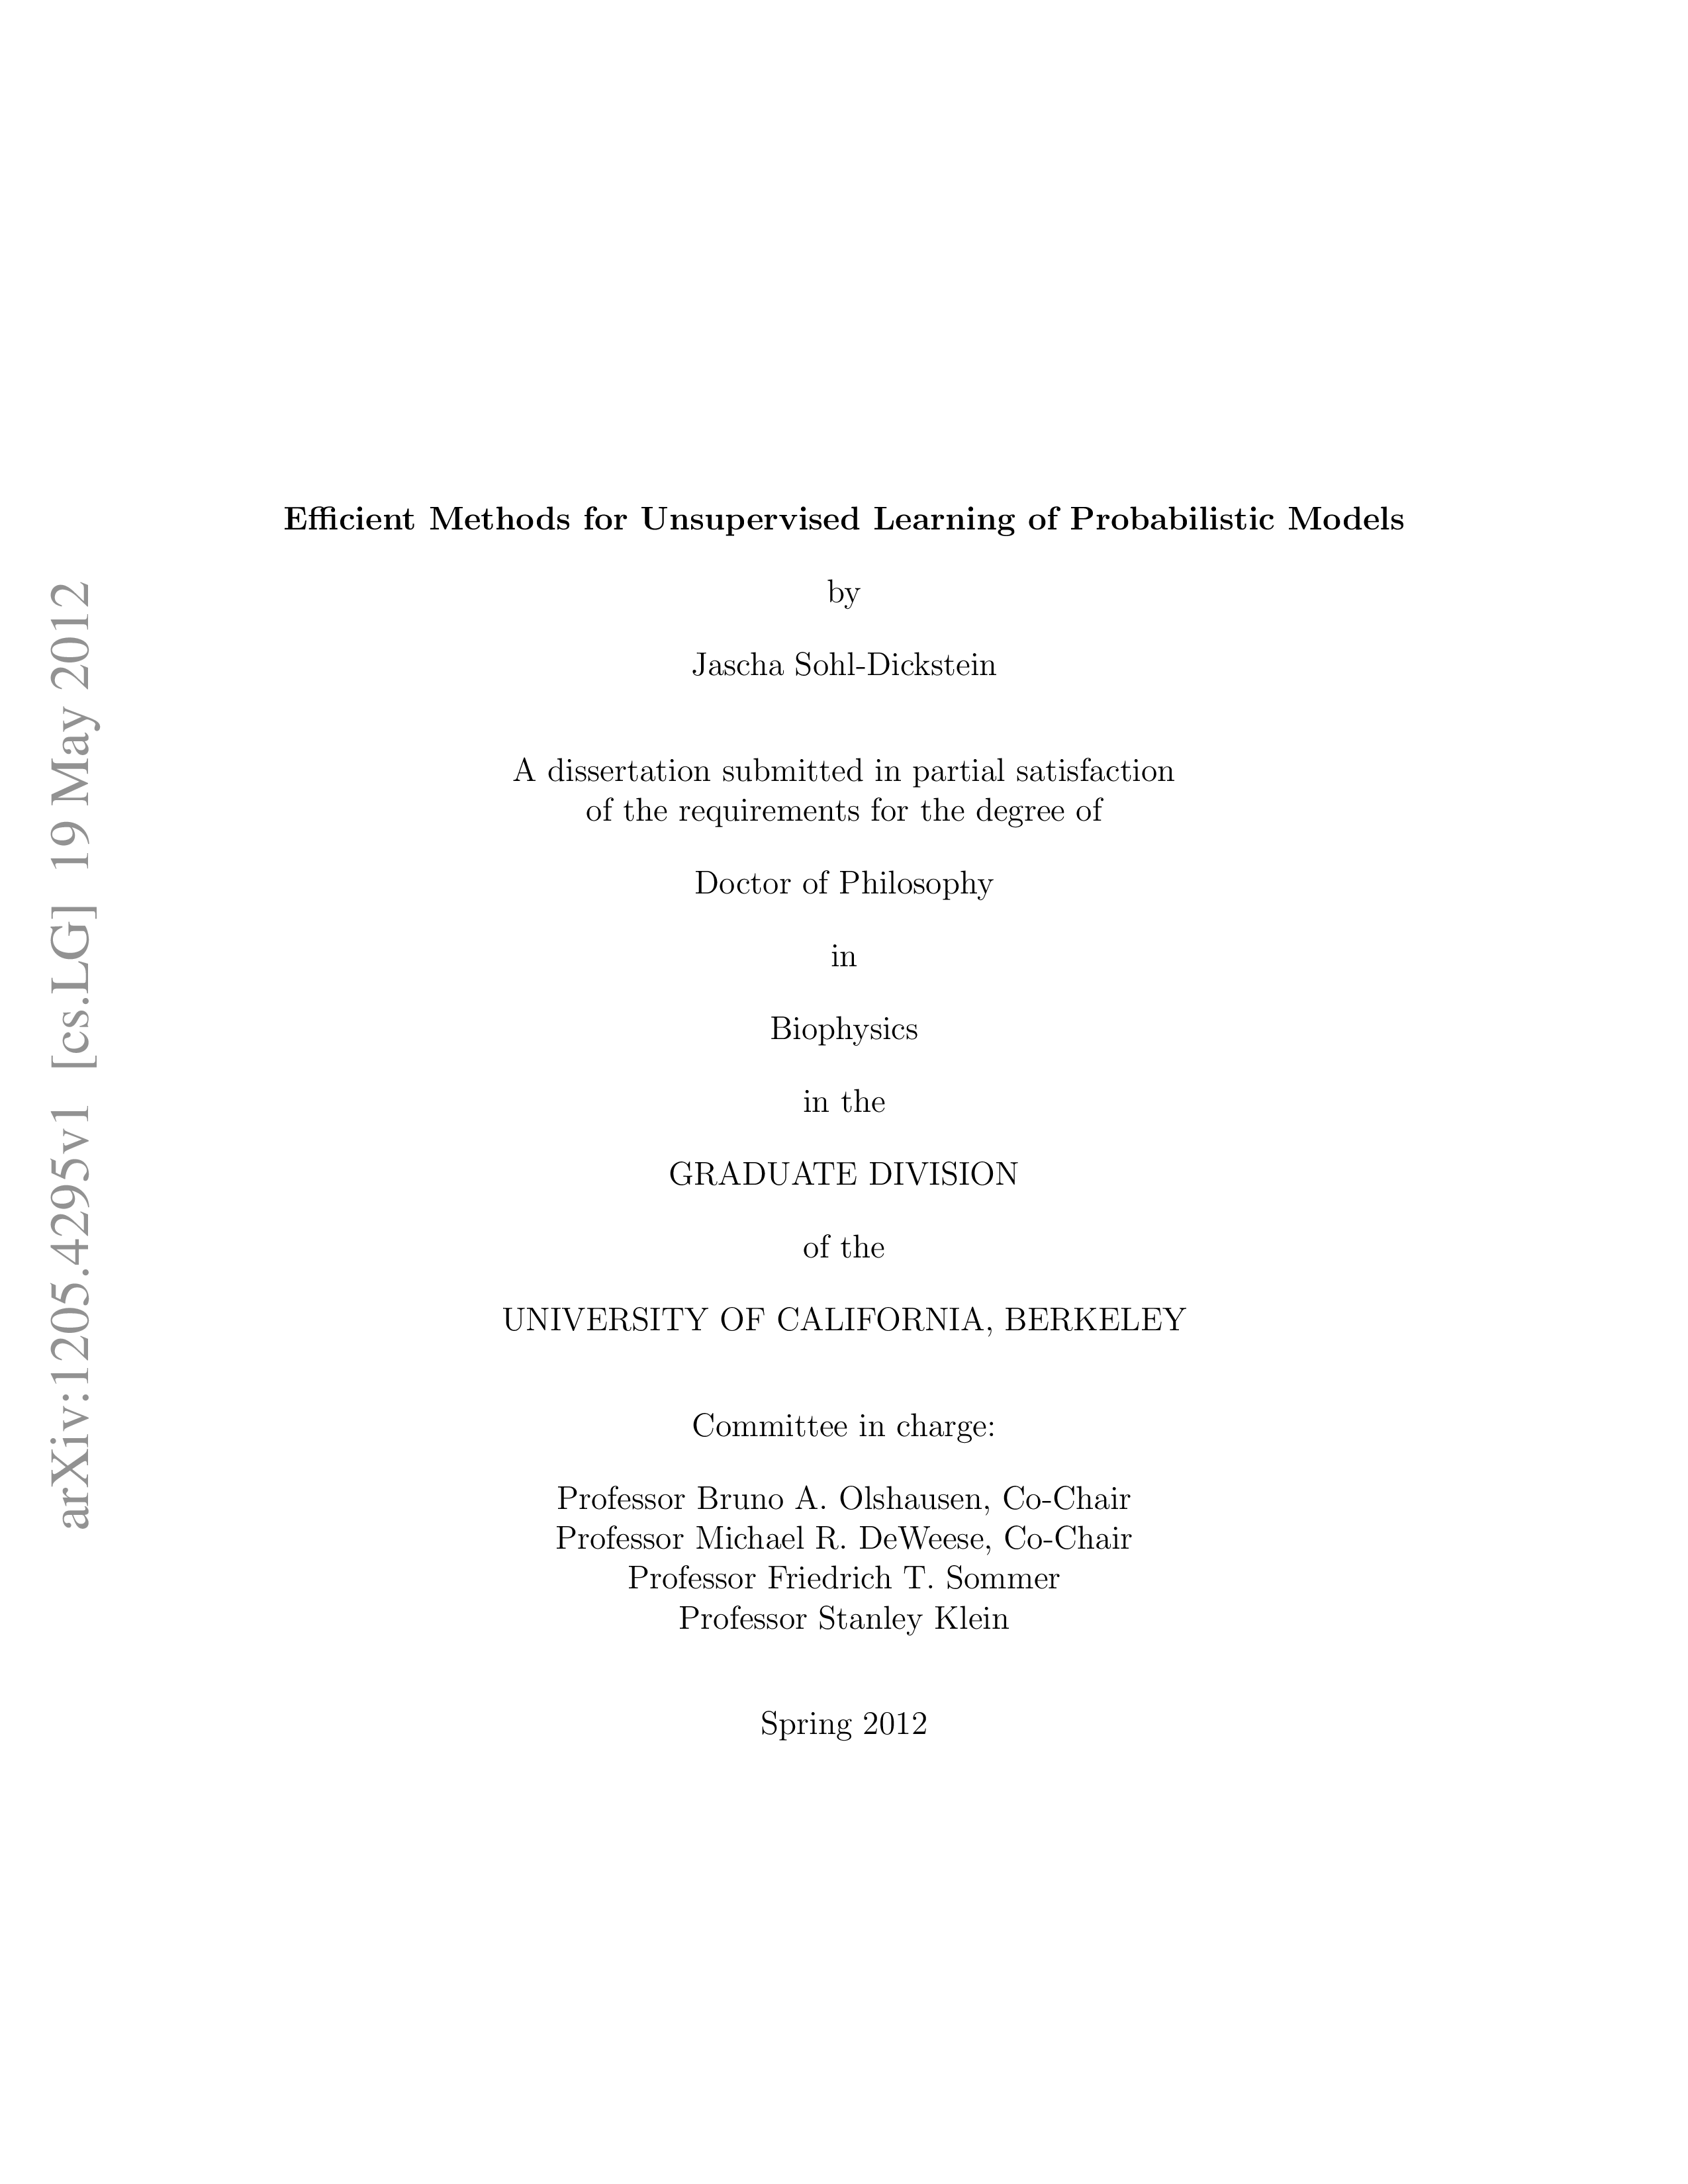 Efficient Methods for Unsupervised Learning of Probabilistic Models
by
Jascha Sohl-Dickstein
A dissertation submitted in partial satisfaction
of the requirements for the degree of
Doctor of Philosophy
in
Biophysics
in the
GRADUATE DIVISION
of the
UNIVERSITY OF CALIFORNIA, BERKELEY
Committee in charge:
Professor Bruno A. Olshausen, Co-Chair
Professor Michael R. DeWeese, Co-Chair
Professor Friedrich T. Sommer
Professor Stanley Klein
Spring 2012
arXiv:1205.4295v1 [cs.LG] 19 May 2012